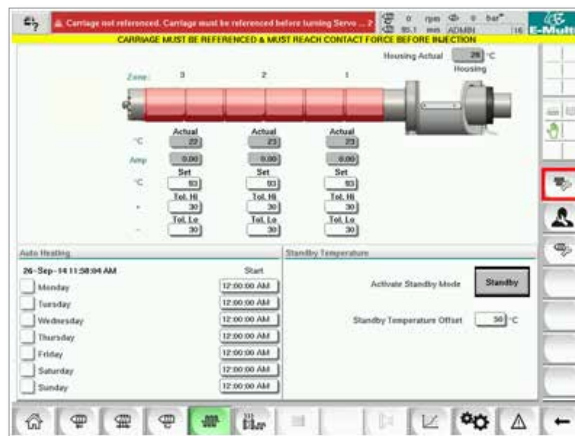 Carriage not referenced. Carriage must be referenced before turning Servo ... 2
0 rpm 0 bar
mm ADMIN 16
E-Multi
CARRIAGE MUST BE REFERENCED & MUST REACH CONTACT FORCE BEFORE INJECTION
Housing Actual 28 °C
Housing
Zone: 3 2 1
Actual Actual Actual
°C 22 23 23
Amp 0.00 0.00 0.00
Set Set Set
°C 93 93 93
Tol. Hi Tol. Hi Tol. Hi
+ 30 30 30
Tol. Lo Tol. Lo Tol. Lo
- 30 30 30
Auto Heating
Standby Temperature
26-Sep-14 11:58:04 AM Start
Monday 12:00:00 AM
Tuesday 12:00:00 AM
Wednesday 12:00:00 AM
Thursday 12:00:00 AM
Friday 12:00:00 AM
Saturday 12:00:00 AM
Sunday 12:00:00 AM
Activate Standby Mode Standby
Standby Temperature Offset 50 °C